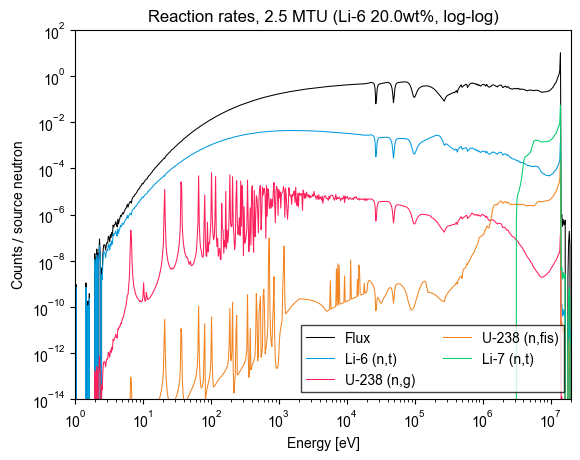 Reaction rates, 2.5 MTU (Li-6 20.0wt%, log-log)
Counts / source neutron
10²
10⁰
10⁻²
10⁻⁴
10⁻⁶
10⁻⁸
10⁻¹⁰
10⁻¹²
10⁻¹⁴
Flux
Li-6 (n,t)
U-238 (n,g)
U-238 (n,fis)
Li-7 (n,t)
10⁰ 10¹ 10² 10³ 10⁴ 10⁵ 10⁶ 10⁷
Energy [eV]